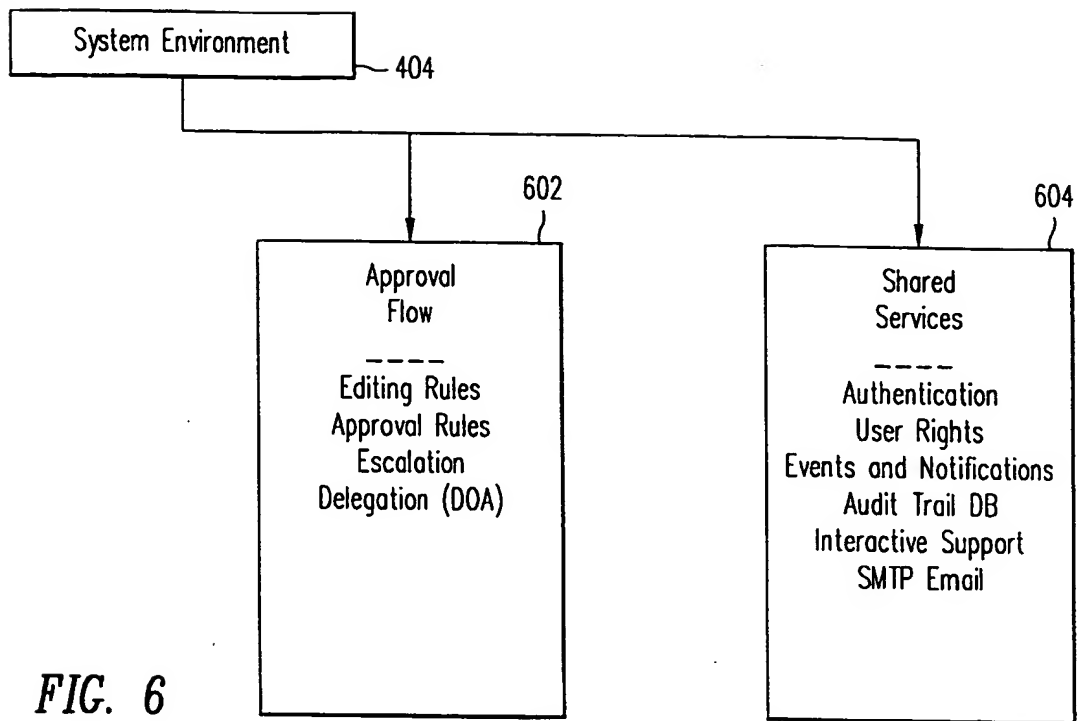 System Environment
404
602
Approval
Flow
Editing Rules
Approval Rules
Escalation
Delegation (DOA)
604
Shared
Services
Authentication
User Rights
Events and Notifications
Audit Trail DB
Interactive Support
SMTP Email
FIG. 6